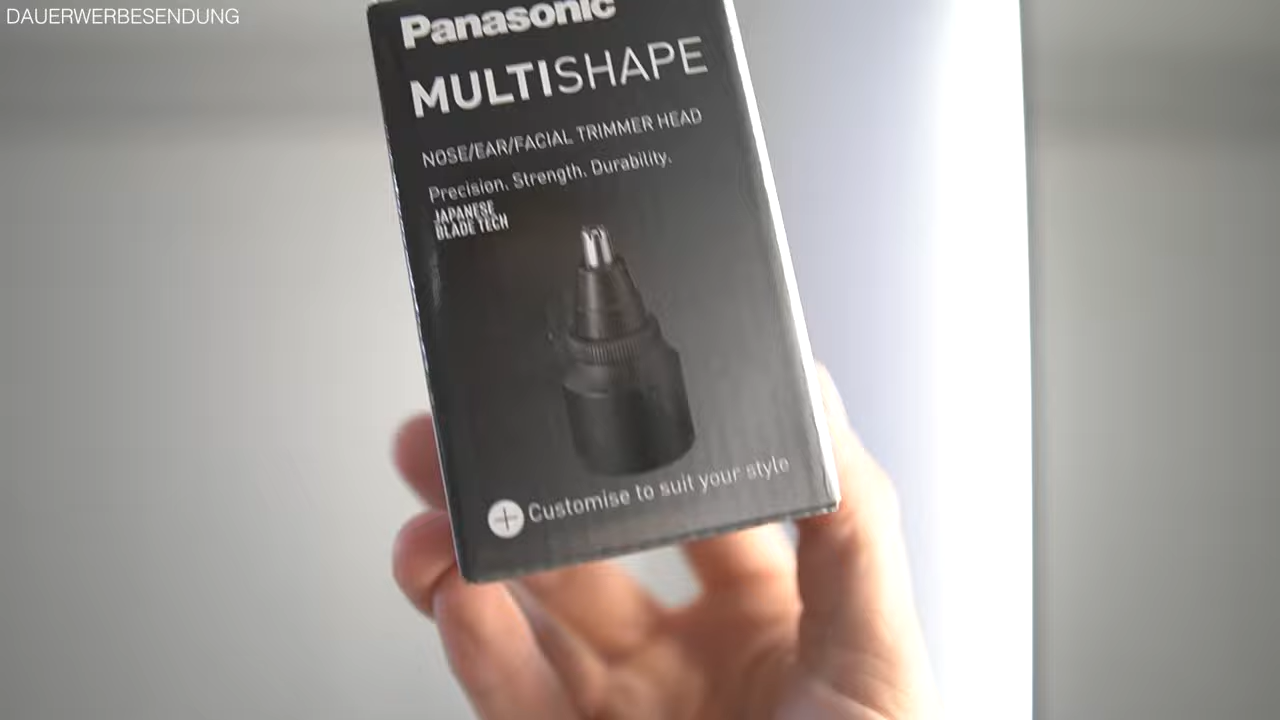 DAUERWERBESENDUNG
Panasonic
MULTISHAPE
NOSE/EAR/FACIAL TRIMMER HEAD
Precision. Strength. Durability.
JAPANESE
BLADE TECH
Customise to suit your style